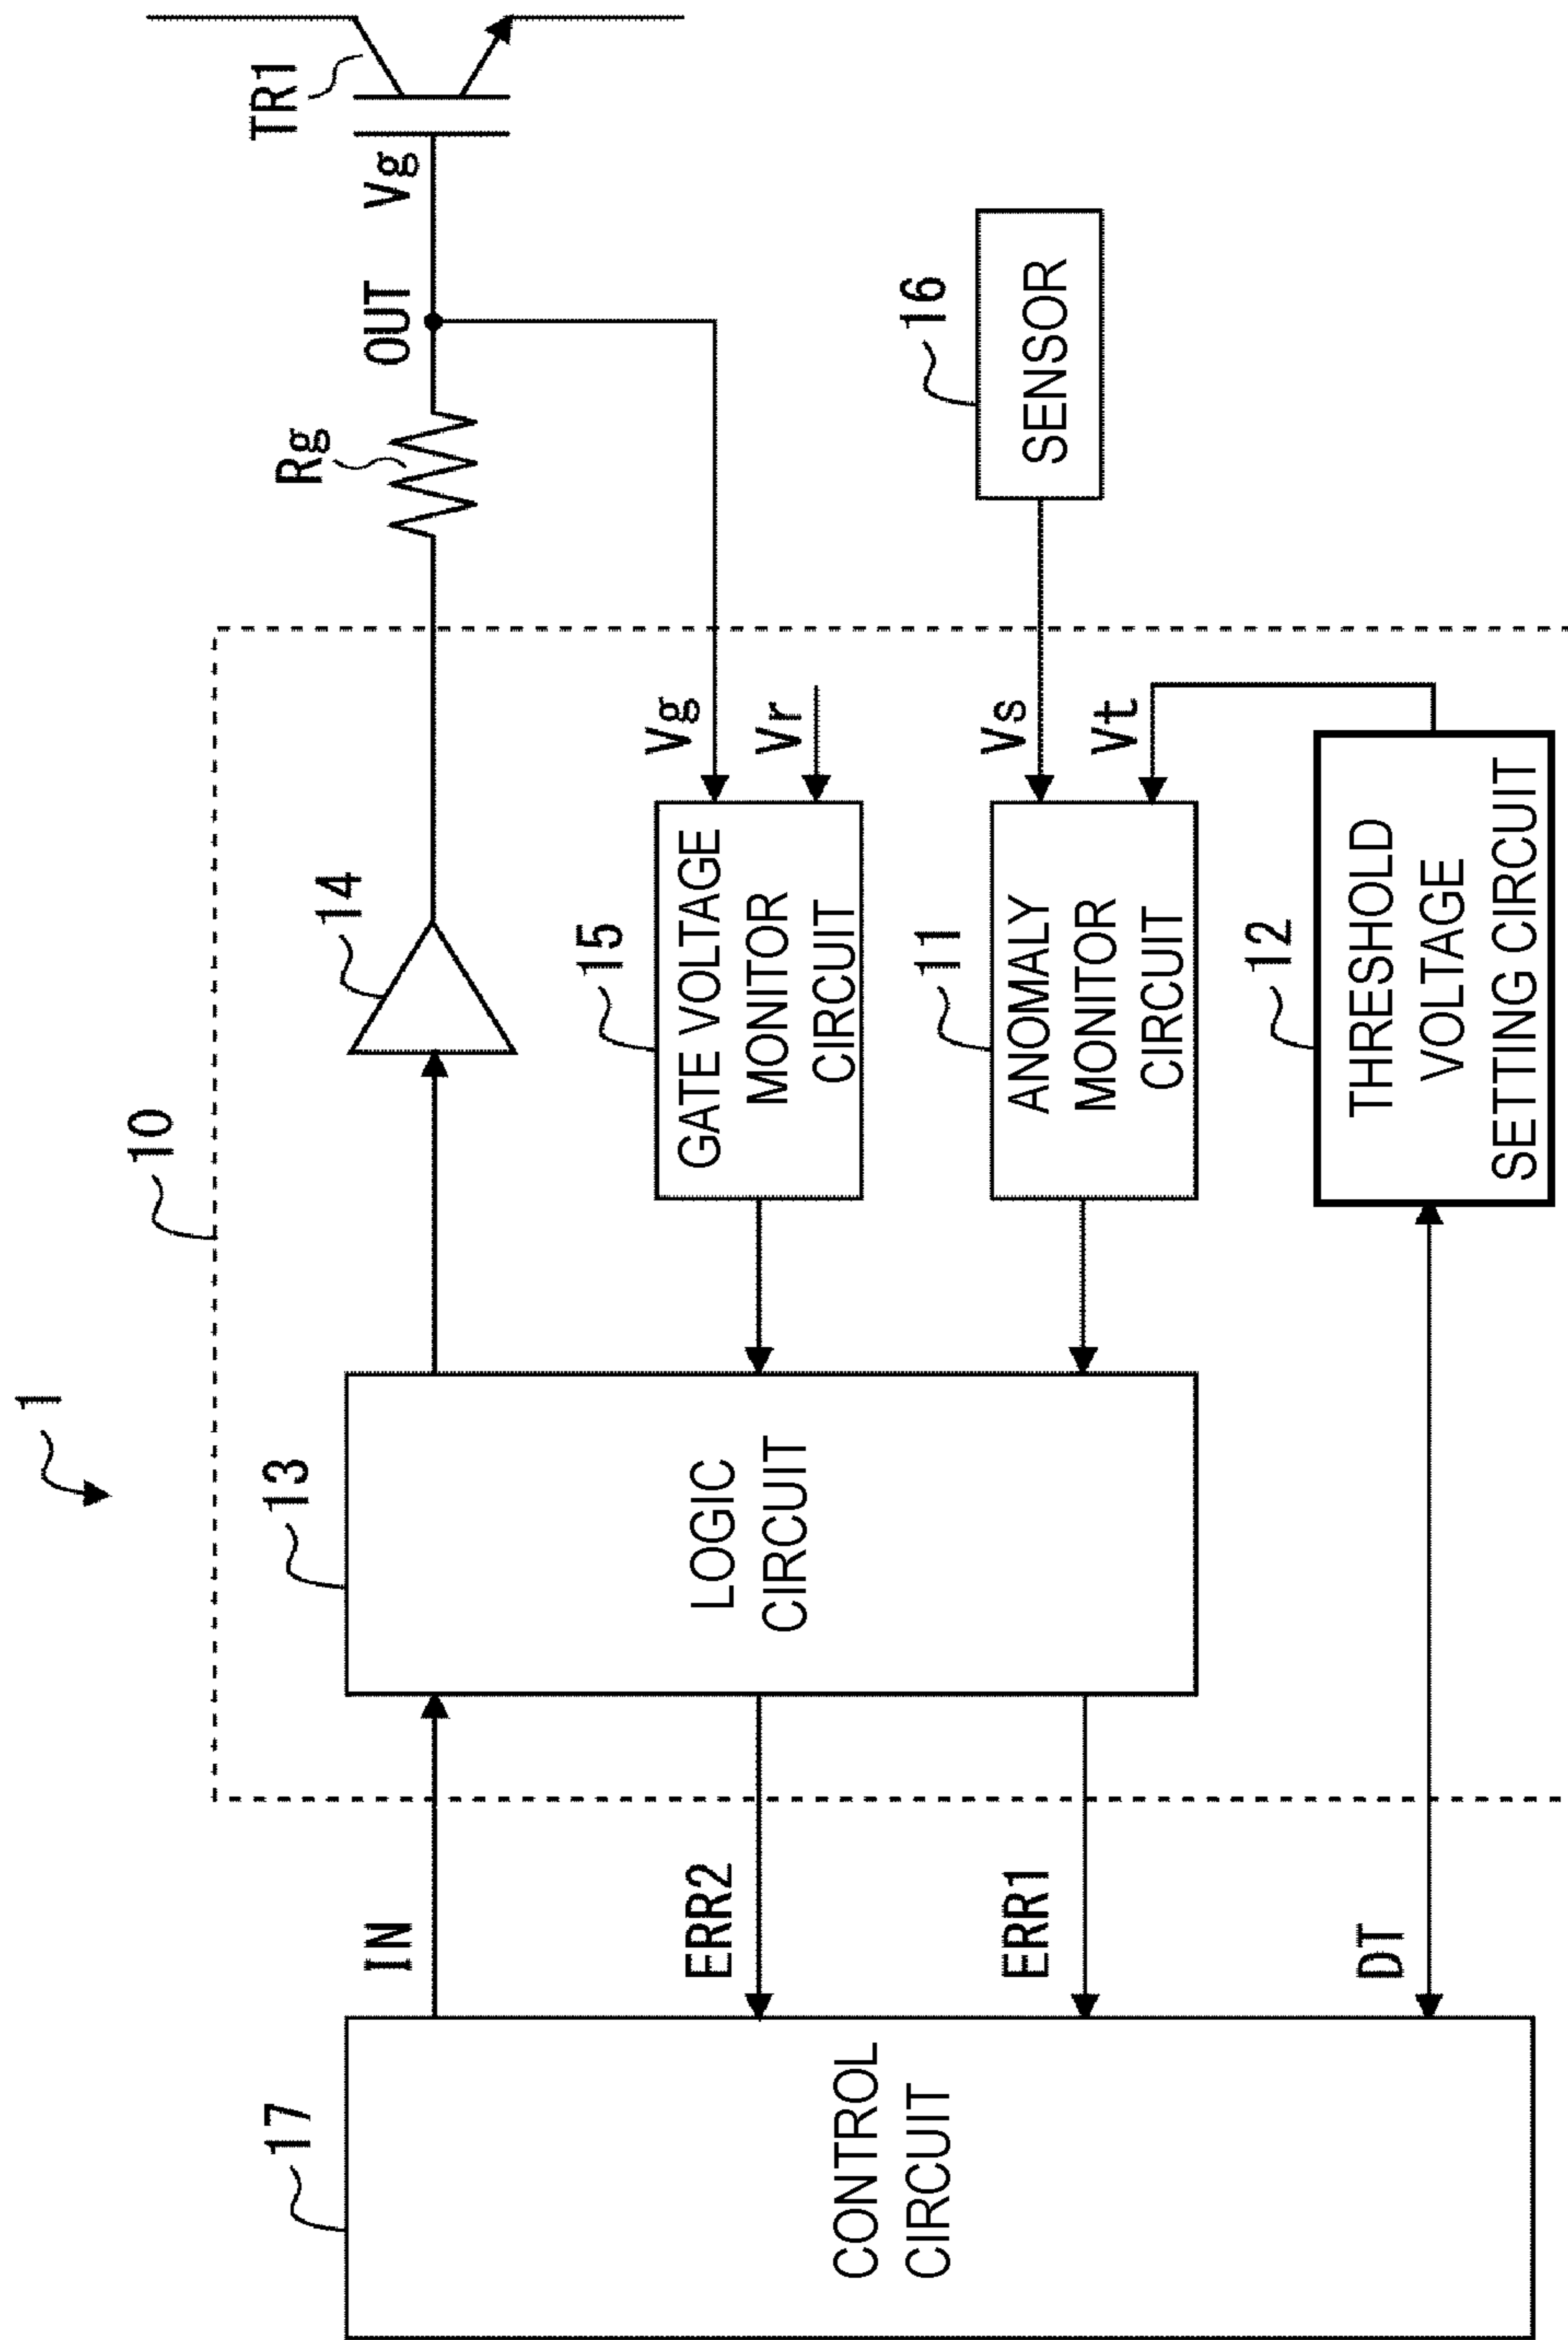 1
10
17
CONTROL
CIRCUIT
IN
ERR2
ERR1
DT
13
LOGIC
CIRCUIT
14
15
GATE VOLTAGE
MONITOR
CIRCUIT
Vg
Vr
11
ANOMALY
MONITOR
CIRCUIT
Vs
Vt
12
THRESHOLD
VOLTAGE
SETTING CIRCUIT
Rg
OUT
Vg
TR1
16
SENSOR